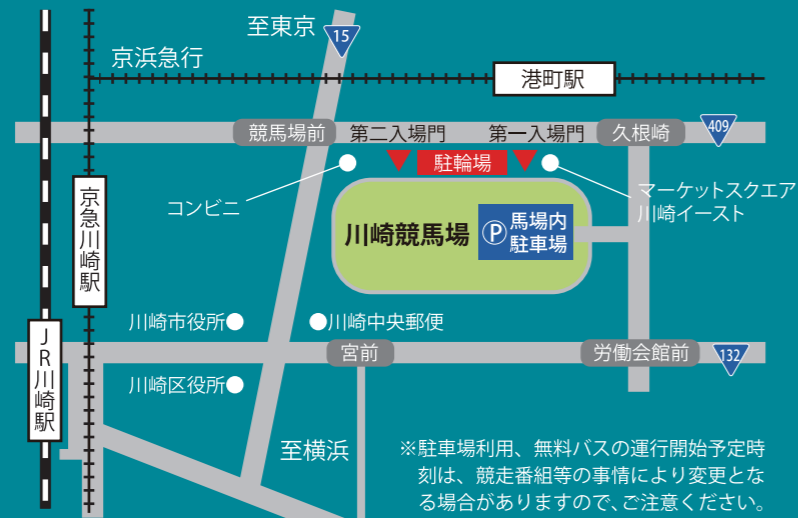 至東京
15
京浜急行
港町駅
競馬場前
第二入場門
第一入場門
久根崎
409
駐輪場
コンビニ
マーケットスクエア
川崎イースト
京急川崎駅
川崎競馬場
Ⓟ
馬場内
駐車場
川崎市役所
川崎中央郵便
JR川崎駅
宮前
労働会館前
132
川崎区役所
至横浜
※駐車場利用、無料バスの運行開始予定時
刻は、競走番組等の事情により変更とな
る場合がありますので、ご注意ください。